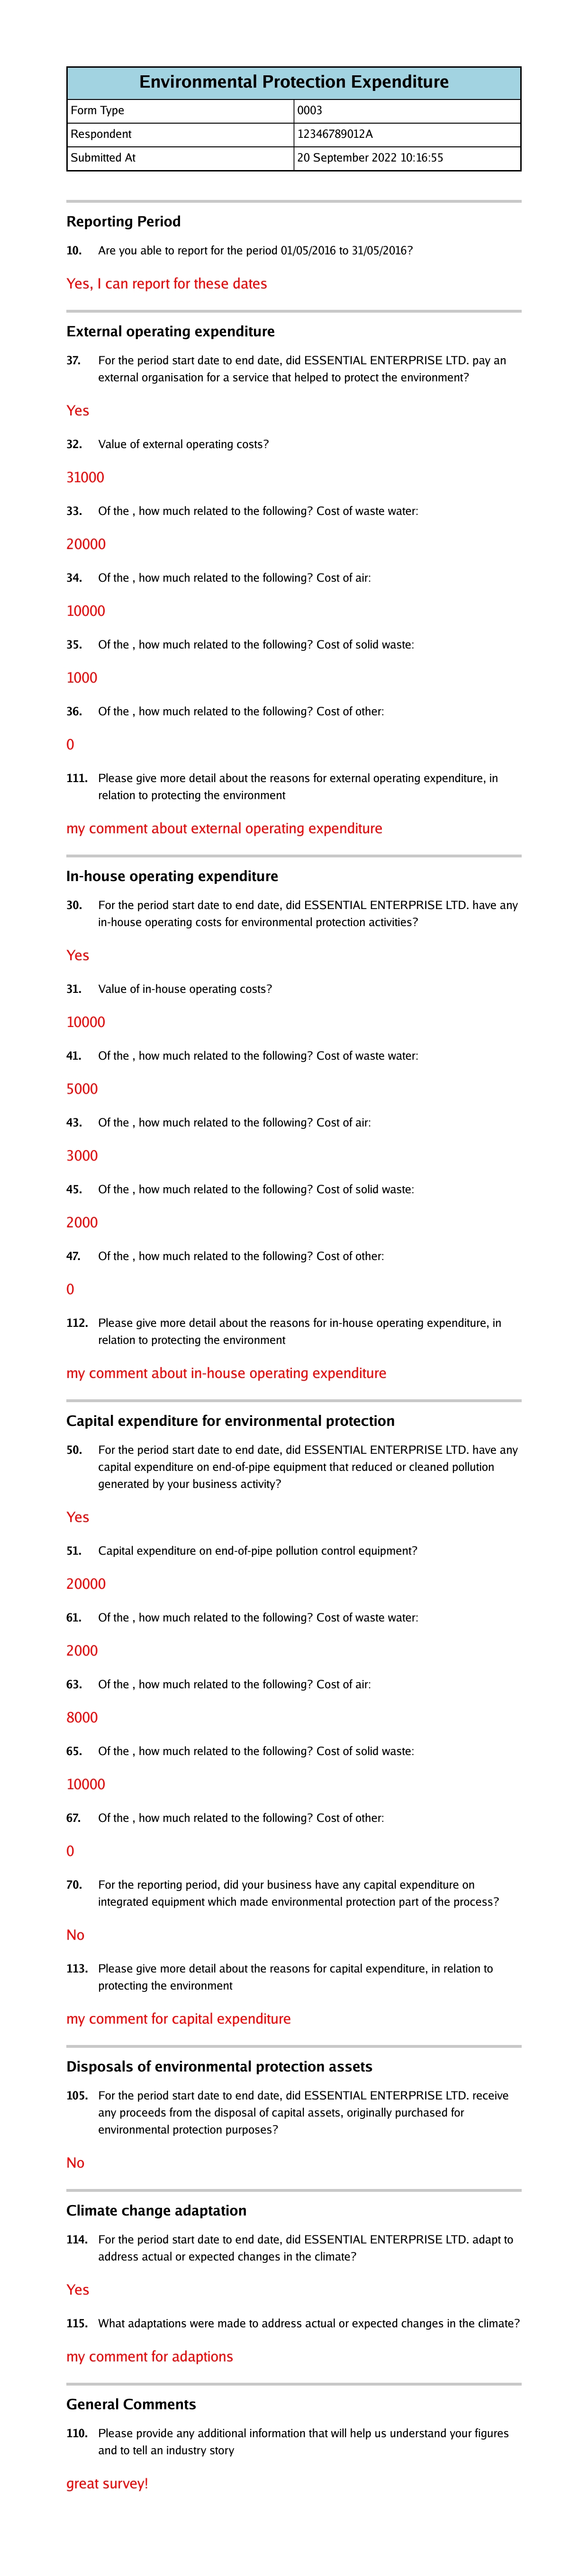 Environmental Protection Expenditure
Form Type 0003
Respondent 12346789012A
Submitted At 20 September 2022 10:16:55
Reporting Period
10. Are you able to report for the period 01/05/2016 to 31/05/2016?
Yes, I can report for these dates
External operating expenditure
37. For the period start date to end date, did ESSENTIAL ENTERPRISE LTD. pay an
external organisation for a service that helped to protect the environment?
Yes
32. Value of external operating costs?
31000
33. Of the , how much related to the following? Cost of waste water:
20000
34. Of the , how much related to the following? Cost of air:
10000
35. Of the , how much related to the following? Cost of solid waste:
1000
36. Of the , how much related to the following? Cost of other:
0
111. Please give more detail about the reasons for external operating expenditure, in
relation to protecting the environment
my comment about external operating expenditure
In-house operating expenditure
30. For the period start date to end date, did ESSENTIAL ENTERPRISE LTD. have any
in-house operating costs for environmental protection activities?
Yes
31. Value of in-house operating costs?
10000
41. Of the , how much related to the following? Cost of waste water:
5000
43. Of the , how much related to the following? Cost of air:
3000
45. Of the , how much related to the following? Cost of solid waste:
2000
47. Of the , how much related to the following? Cost of other:
0
112. Please give more detail about the reasons for in-house operating expenditure, in
relation to protecting the environment
my comment about in-house operating expenditure
Capital expenditure for environmental protection
50. For the period start date to end date, did ESSENTIAL ENTERPRISE LTD. have any
capital expenditure on end-of-pipe equipment that reduced or cleaned pollution
generated by your business activity?
Yes
51. Capital expenditure on end-of-pipe pollution control equipment?
20000
61. Of the , how much related to the following? Cost of waste water:
2000
63. Of the , how much related to the following? Cost of air:
8000
65. Of the , how much related to the following? Cost of solid waste:
10000
67. Of the , how much related to the following? Cost of other:
0
70. For the reporting period, did your business have any capital expenditure on
integrated equipment which made environmental protection part of the process?
No
113. Please give more detail about the reasons for capital expenditure, in relation to
protecting the environment
my comment for capital expenditure
Disposals of environmental protection assets
105. For the period start date to end date, did ESSENTIAL ENTERPRISE LTD. receive
any proceeds from the disposal of capital assets, originally purchased for
environmental protection purposes?
No
Climate change adaptation
114. For the period start date to end date, did ESSENTIAL ENTERPRISE LTD. adapt to
address actual or expected changes in the climate?
Yes
115. What adaptations were made to address actual or expected changes in the climate?
my comment for adaptions
General Comments
110. Please provide any additional information that will help us understand your figures
and to tell an industry story
great survey!